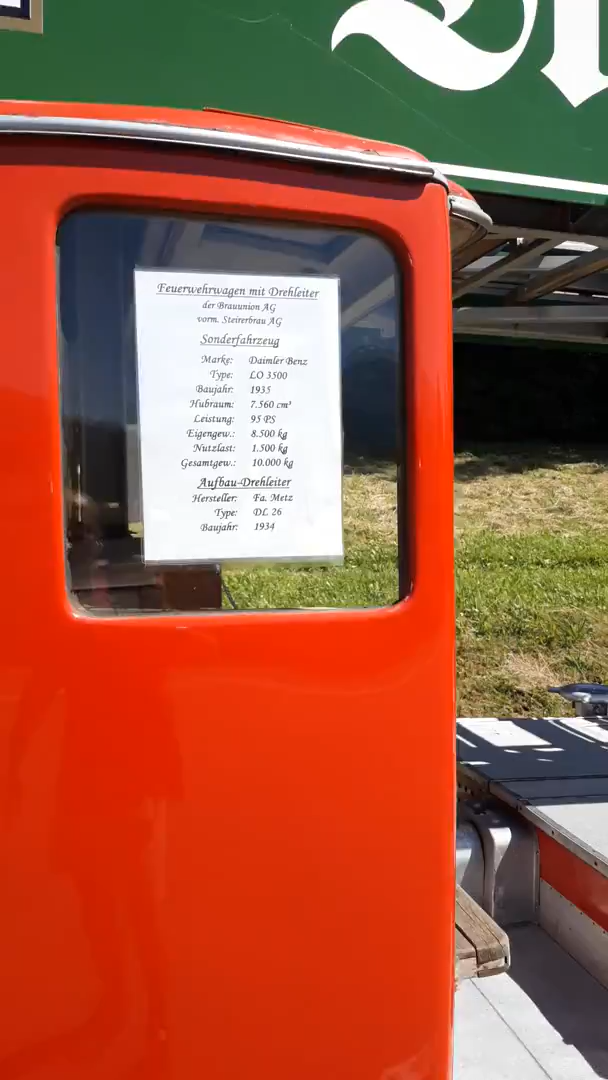 Feuerwehrwagen mit Drehleiter
der Brauunion AG
vorm. Steirerbrau AG
Sonderfahrzeug
Marke: Daimler Benz
Type: LO 3500
Baujahr: 1935
Hubraum: 7.560 cm³
Leistung: 95 PS
Eigengew.: 8.500 kg
Nutzlast: 1.500 kg
Gesamtgew.: 10.000 kg
Aufbau-Drehleiter
Hersteller: Fa. Metz
Type: DL 26
Baujahr: 1934